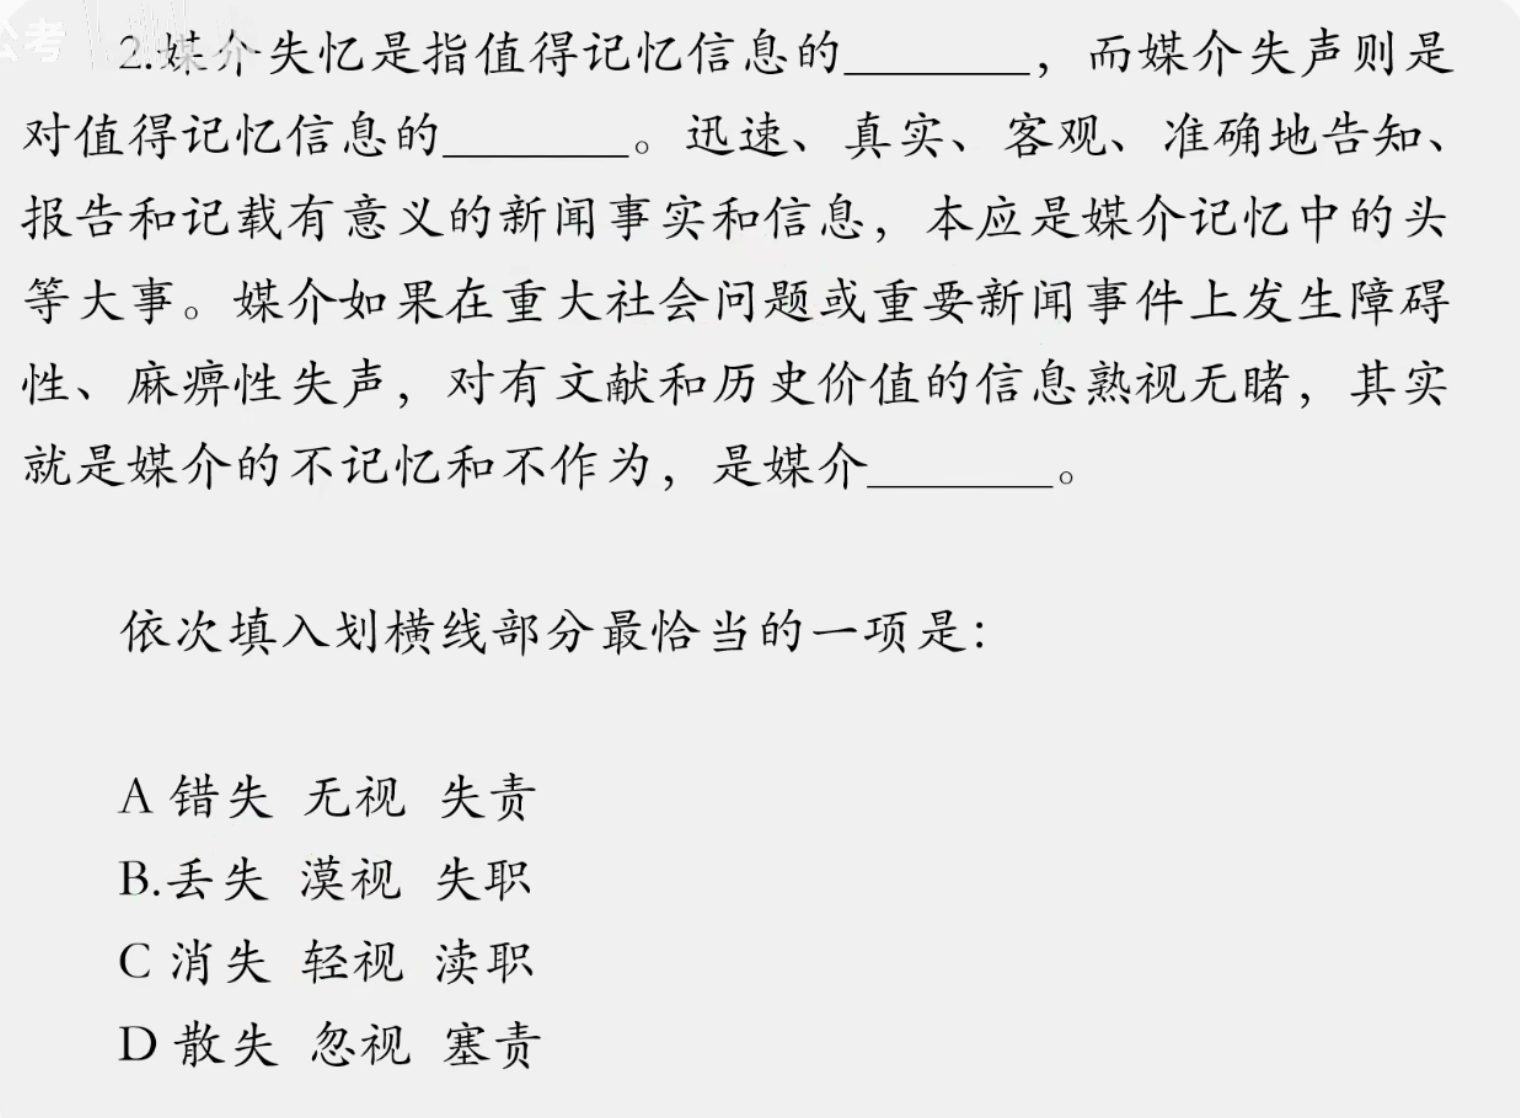 公考
2.媒介失忆是指值得记忆信息的________，而媒介失声则是
对值得记忆信息的________。迅速、真实、客观、准确地告知、
报告和记载有意义的新闻事实和信息，本应是媒介记忆中的头
等大事。媒介如果在重大社会问题或重要新闻事件上发生障碍
性、麻痹性失声，对有文献和历史价值的信息熟视无睹，其实
就是媒介的不记忆和不作为，是媒介________。
依次填入划横线部分最恰当的一项是：
A 错失 无视 失责
B.丢失 漠视 失职
C 消失 轻视 渎职
D 散失 忽视 塞责